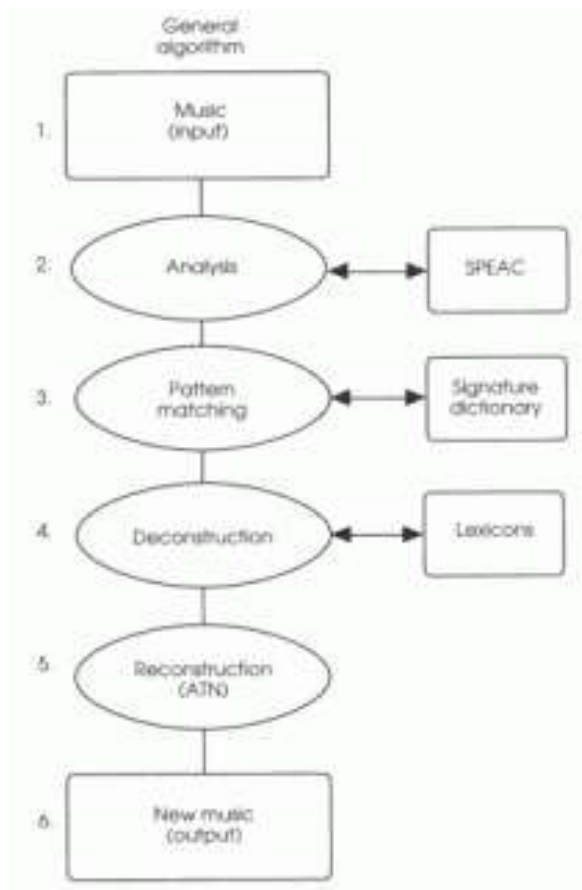 General
algorithm
1.
Music
(input)
2.
Analysis
SPEAC
3.
Pattern
matching
Signature
dictionary
4.
Deconstruction
Lexicons
5.
Reconstruction
(ATN)
6.
New music
(output)